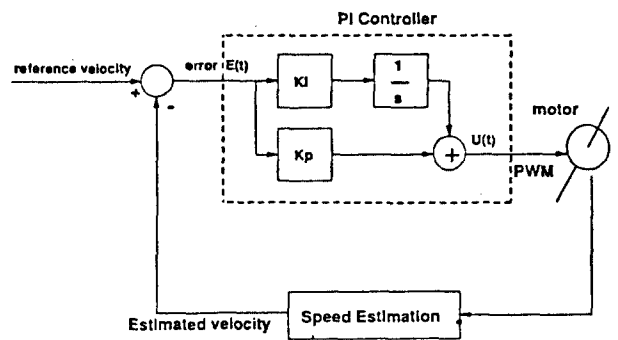 PI Controller
reference velocity
+
-
error E(t)
KI
1
s
Kp
+
U(t)
PWM
motor
Speed Estimation
Estimated velocity